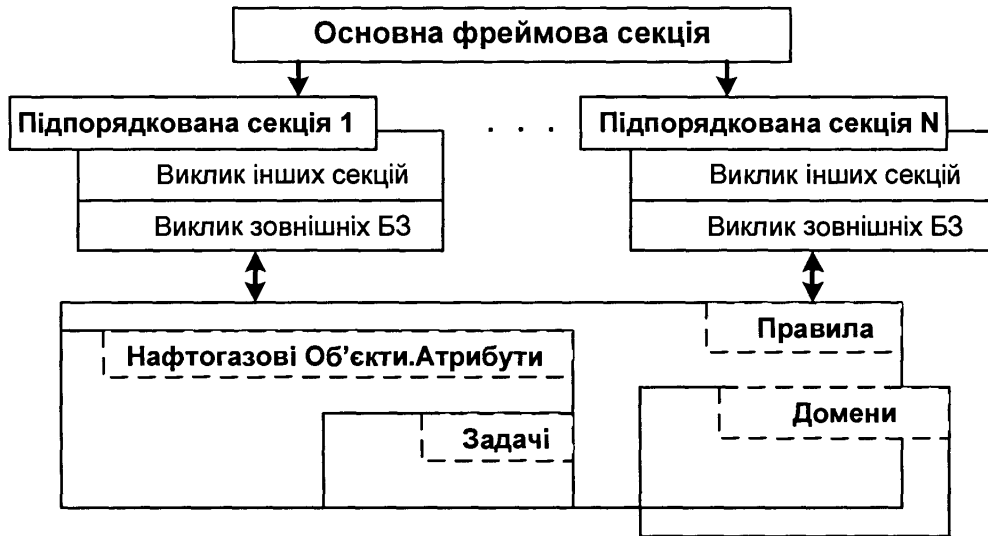 Основна фреймова секція
Підпорядкована секція 1
. . .
Підпорядкована секція N
Виклик інших секцій
Виклик інших секцій
Виклик зовнішніх БЗ
Виклик зовнішніх БЗ
Правила
Нафтогазові Об'єкти.Атрибути
Домени
Задачі